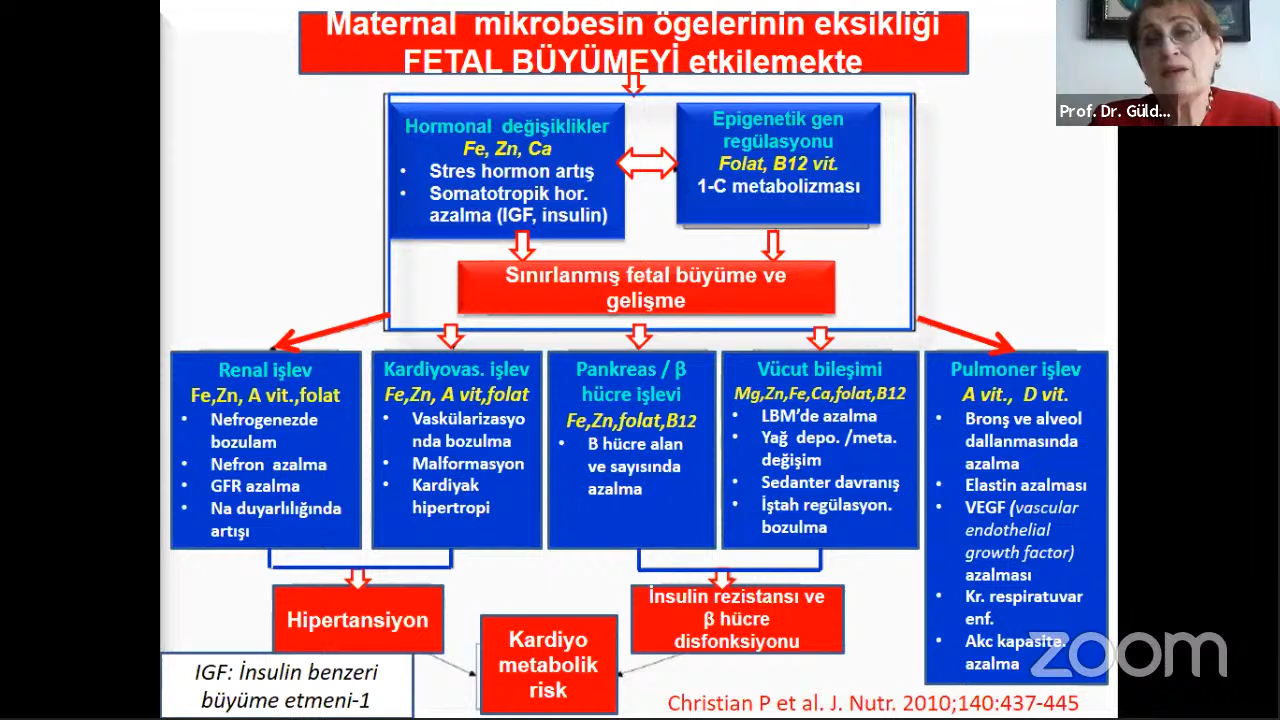 Maternal mikrobesin ögelerinin eksikliği
FETAL BÜYÜMEYİ etkilemekte
Prof. Dr. Güld...
Hormonal değişiklikler
Fe, Zn, Ca
• Stres hormon artış
• Somatotropik hor.
azalma (IGF, insulin)
Epigenetik gen
regülasyonu
Folat, B12 vit.
1-C metabolizması
Sınırlanmış fetal büyüme ve
gelişme
Renal işlev
Fe,Zn, A vit.,folat
• Nefrogenezde
bozulam
• Nefron azalma
• GFR azalma
• Na duyarlılığında
artışı
Kardiyovas. işlev
Fe,Zn, A vit,folat
• Vaskülarizasyo
nda bozulma
• Malformasyon
• Kardiyak
hipertropi
Pankreas / β
hücre işlevi
Fe,Zn,folat,B12
• B hücre alan
ve sayısında
azalma
Vücut bileşimi
Mg,Zn,Fe,Ca,folat,B12
• LBM'de azalma
• Yağ depo. /meta.
değişim
• Sedanter davranış
• İştah regülasyon.
bozulma
Pulmoner işlev
A vit., D vit.
• Bronş ve alveol
dallanmasında
azalma
• Elastin azalması
• VEGF (vascular
endothelial
growth factor)
azalması
• Kr. respiratuvar
enf.
• Akc kapasite.
azalma
Hipertansiyon
İnsulin rezistansı ve
β hücre
disfonksiyonu
Kardiyo
metabolik
risk
IGF: İnsulin benzeri
büyüme etmeni-1
Christian P et al. J. Nutr. 2010;140:437-445
zoom